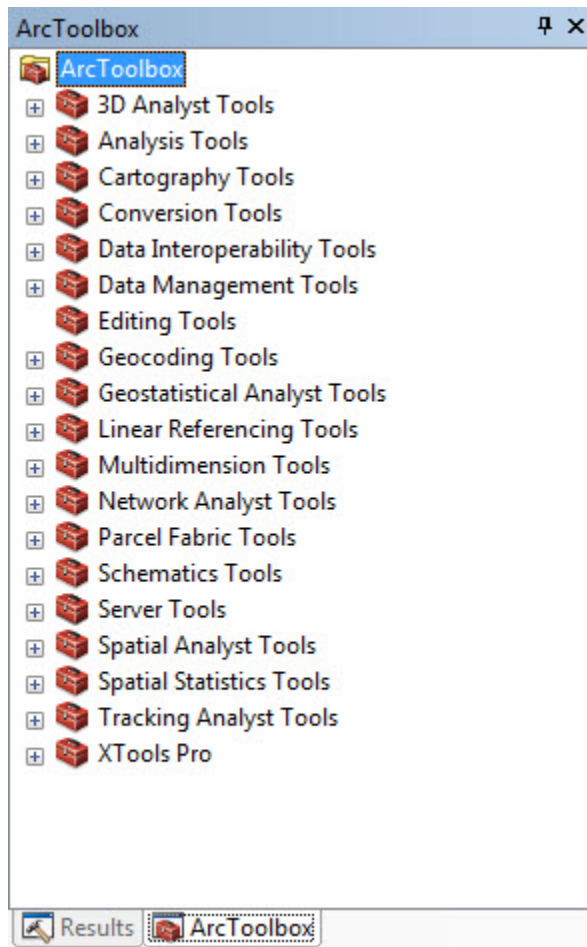 ArcToolbox
ArcToolbox
3D Analyst Tools
Analysis Tools
Cartography Tools
Conversion Tools
Data Interoperability Tools
Data Management Tools
Editing Tools
Geocoding Tools
Geostatistical Analyst Tools
Linear Referencing Tools
Multidimension Tools
Network Analyst Tools
Parcel Fabric Tools
Schematics Tools
Server Tools
Spatial Analyst Tools
Spatial Statistics Tools
Tracking Analyst Tools
XTools Pro
Results ArcToolbox